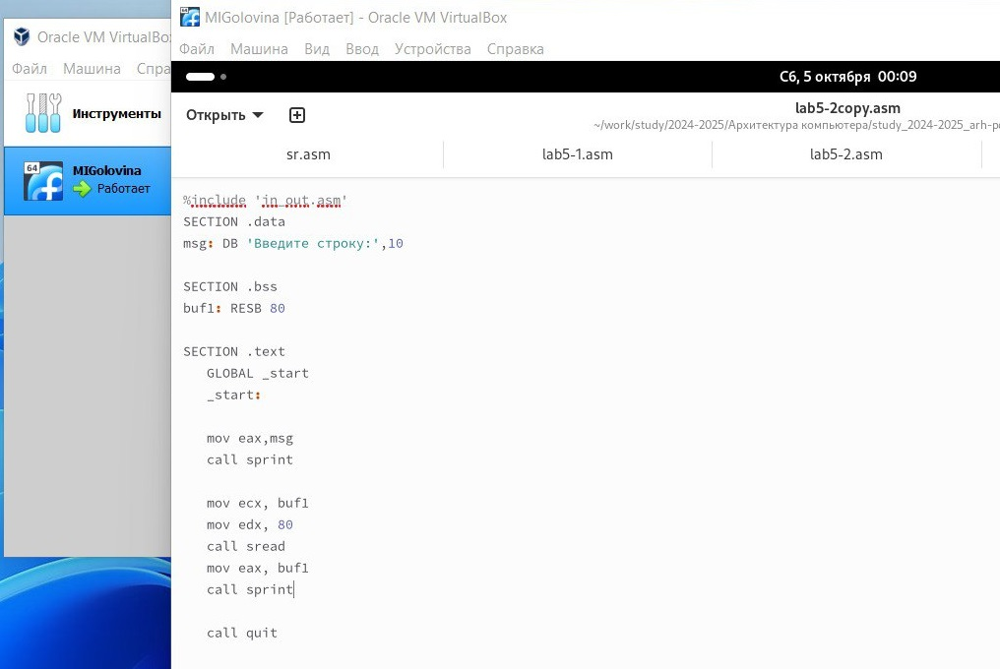 Oracle VM VirtualBox
Файл Машина Спра
Инструменты
64
MIGolovina
Работает
MIGolovina [Работает] - Oracle VM VirtualBox
Файл Машина Вид Ввод Устройства Справка
Сб, 5 октября 00:09
Открыть
lab5-2copy.asm
~/work/study/2024-2025/Архитектура компьютера/study_2024-2025_arh-p
sr.asm lab5-1.asm lab5-2.asm
%include 'in_out.asm'
SECTION .data
msg: DB 'Введите строку:',10
SECTION .bss
buf1: RESB 80
SECTION .text
GLOBAL _start
_start:
mov eax,msg
call sprint
mov ecx, buf1
mov edx, 80
call sread
mov eax, buf1
call sprint
call quit